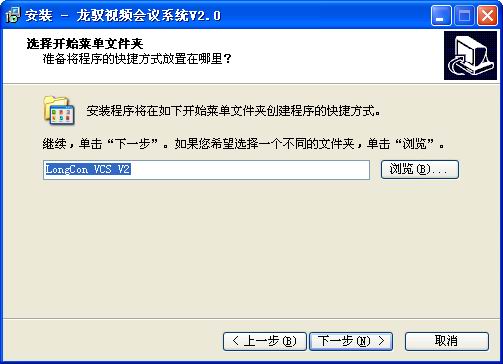 安装 - 龙驭视频会议系统V2.0
选择开始菜单文件夹
准备将程序的快捷方式放置在哪里？
安装程序将在如下开始菜单文件夹创建程序的快捷方式。
继续，单击“下一步”。如果您希望选择一个不同的文件夹，单击“浏览”。
LongCon VCS V2
浏览(B)...
< 上一步(B)
下一步(N) >
取消